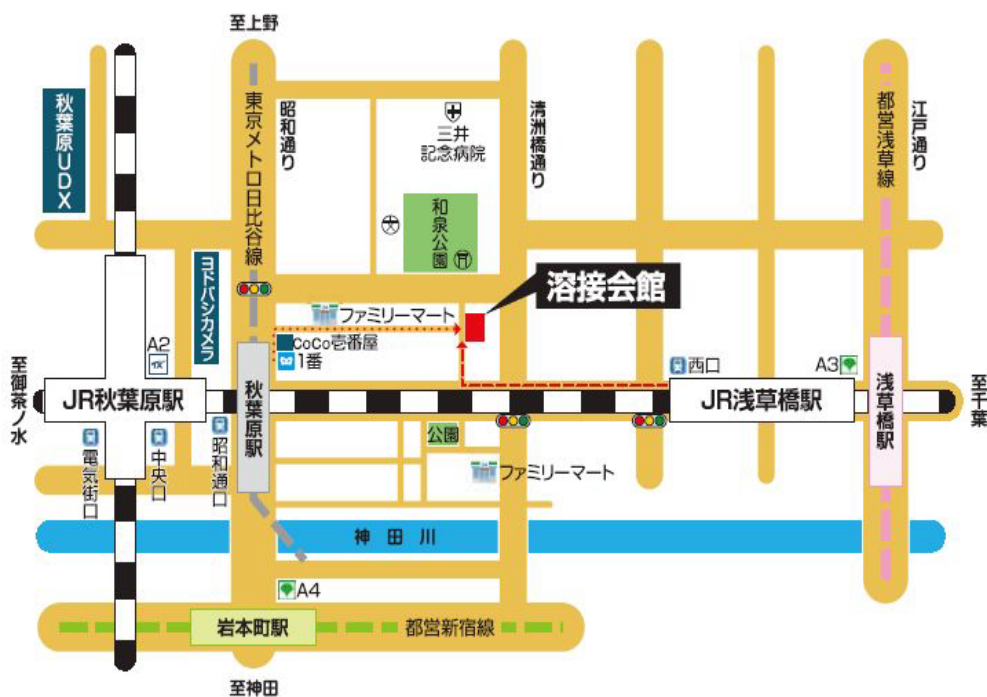 至上野
秋葉原UDX
東京メトロ日比谷線
昭和通り
三井
記念病院
清洲橋通り
都営浅草線
江戸通り
和泉公園
ヨドバシカメラ
溶接会館
ファミリーマート
CoCo壱番屋
1番
A2
至御茶ノ水
JR秋葉原駅
秋葉原駅
西口
A3
JR浅草橋駅
浅草橋駅
至千葉
電気街口
中央口
昭和通口
公園
ファミリーマート
神田川
A4
岩本町駅
都営新宿線
至神田